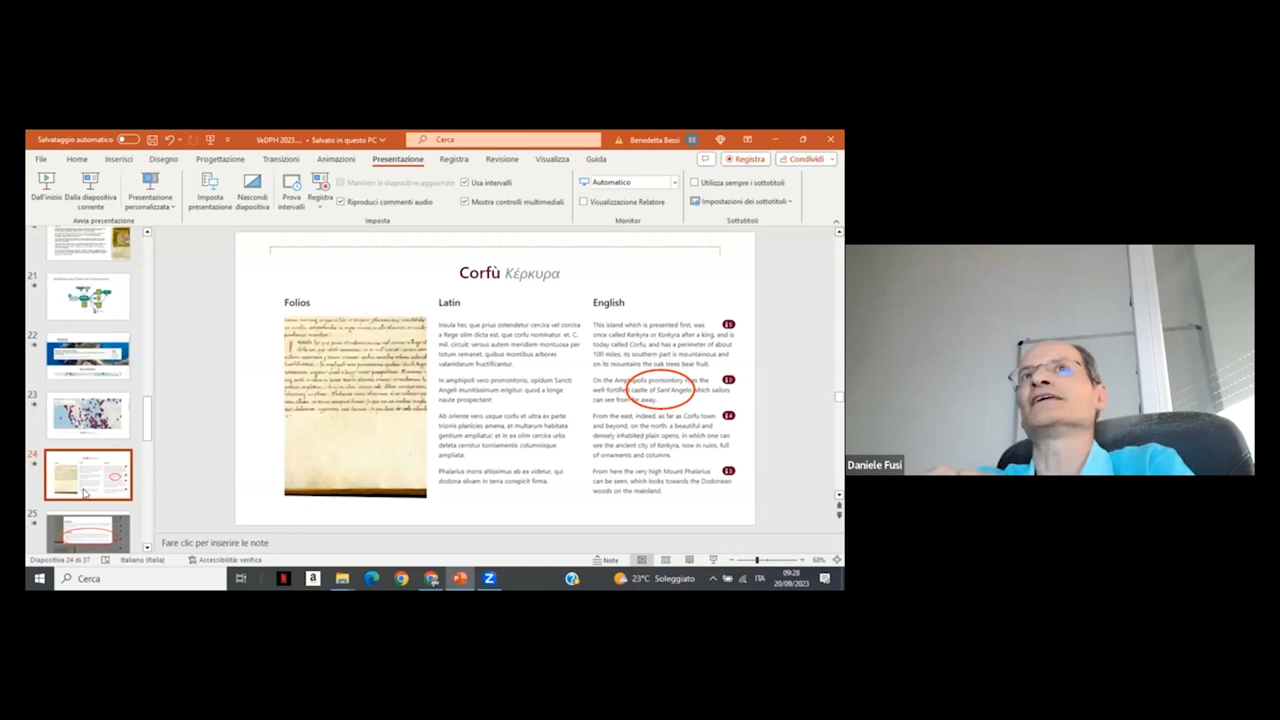 Salvataggio automatico
VeDPH 2023.... • Salvato in questo PC
Cerca
Benedetta Bessi
BB
File Home Inserisci Disegno Progettazione Transizioni Animazioni Presentazione Registra Revisione Visualizza Guida
Registra
Condividi
Dall'inizio
Dalla diapositiva corrente
Presentazione personalizzata
Imposta presentazione
Nascondi diapositiva
Prova intervalli
Registra
Mantieni le diapositive aggiornate
Riproduci commenti audio
Usa intervalli
Mostra controlli multimediali
Automatico
Visualizzazione Relatore
Utilizza sempre i sottotitoli
Impostazioni dei sottotitoli
Avvia presentazione
Imposta
Monitor
Sottotitoli
21
22
23
24
25
Corfù Κέρκυρα
Folios
Latin
Insula hec que prius ostendetur cercira vel corcira
a Rege olim dicta est, que corfu nominatur: et. C.
mil. circuit: versus autem meridiem montuosa per
totum remanet, quibus montibus arbores
valanidarum fructificantur.
In amphipoli vero promontorio, opidum Sancti
Angeli munitissimum erigitur: quod a longe
naute prospectant.
Ab oriente vero usque corfu et ultra ex parte
trionis planicies amena, et multarum habitata
gentium ampliatur: et in ea olim cercira urbs
deleta cernitur torniamentis columnisque
ampliata.
Phalarius mons altissimus ab ea videtur, qui
dodona silvam in terra conspicit firma.
English
This island which is presented first, was
once called Kerkyra or Korkyra after a king, and is
today called Corfu, and has a perimeter of about
100 miles, its southern part is mountainous and
on its mountains the oak trees bear fruit.
On the Amphipolis promontory rises the
well-fortified castle of Sant'Angelo which sailors
can see from far away.
From the east, indeed, as far as Corfu town
and beyond, on the north, a beautiful and
densely inhabited plain opens, in which one can
see the ancient city of Kerkyra, now in ruins, full
of ornaments and columns.
From here the very high Mount Phalarius
can be seen, which looks towards the Dodonean
woods on the mainland.
Fare clic per inserire le note
Diapositiva 24 di 37
Italiano (Italia)
Accessibilità: verifica
Note
68%
Cerca
23°C Soleggiato
ITA
09:28
20/09/2023
Daniele Fusi